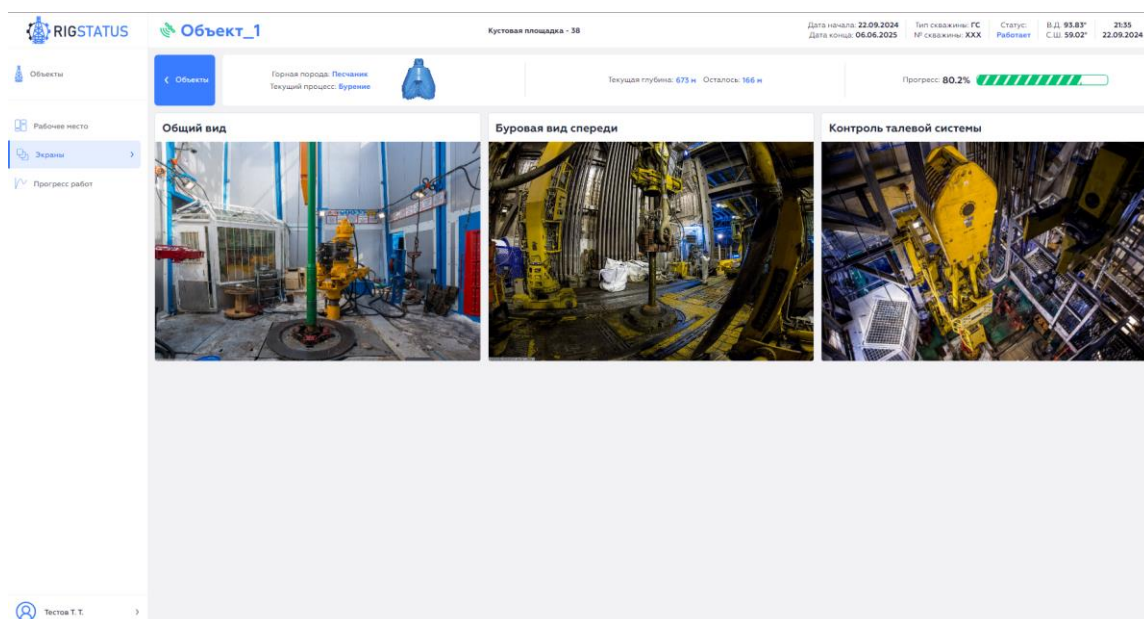 RIGSTATUS
Объект_1
Кустовая площадка - 38
Дата начала: 22.09.2024
Дата конца: 06.06.2025
Тип скважины: ГС
№ скважины: XXX
Статус:
Работает
В.Д. 93.83°
С.Ш. 59.02°
21:35
22.09.2024
Объекты
Рабочее место
Экраны
Прогресс работ
Объекты
Горная порода: Песчаник
Текущий процесс: Бурение
Текущая глубина: 673 м Осталось: 166 м
Прогресс: 80.2%
Общий вид
Буровая вид спереди
Контроль талевой системы
Тестов Т. Т.